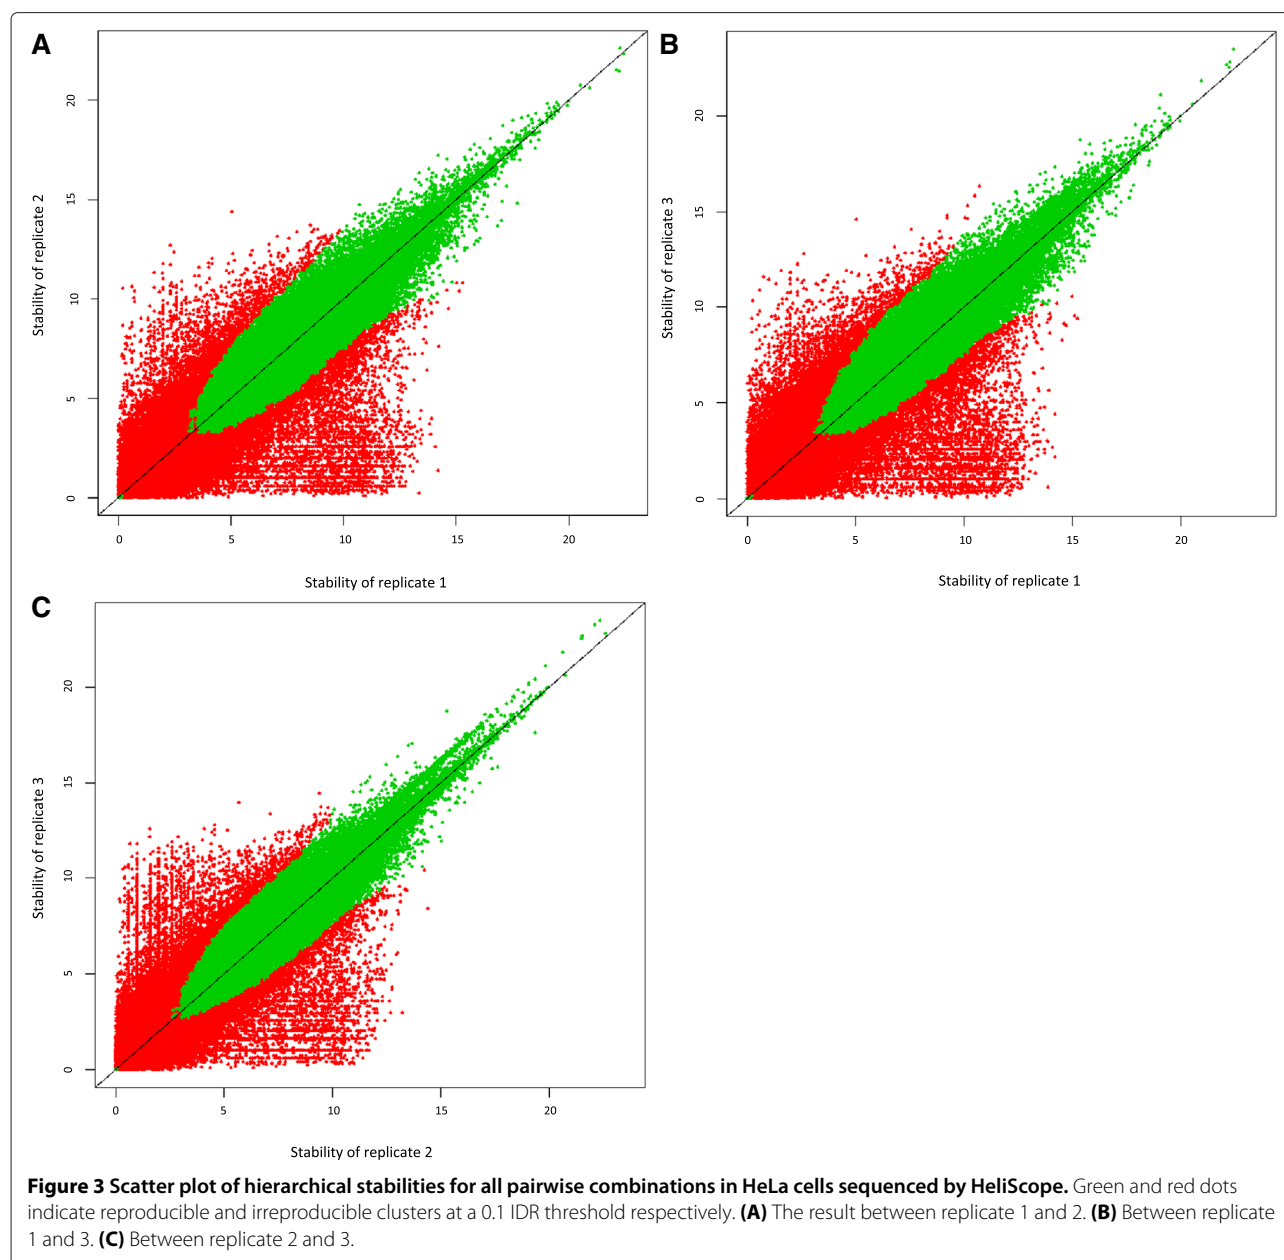 A
20
15
10
5
0
Stability of replicate 2
0 5 10 15 20
Stability of replicate 1
B
20
15
10
5
0
Stability of replicate 3
0 5 10 15 20
Stability of replicate 1
C
20
15
10
5
0
Stability of replicate 3
0 5 10 15 20
Stability of replicate 2
Figure 3 Scatter plot of hierarchical stabilities for all pairwise combinations in HeLa cells sequenced by HeliScope. Green and red dots
indicate reproducible and irreproducible clusters at a 0.1 IDR threshold respectively. (A) The result between replicate 1 and 2. (B) Between replicate
1 and 3. (C) Between replicate 2 and 3.